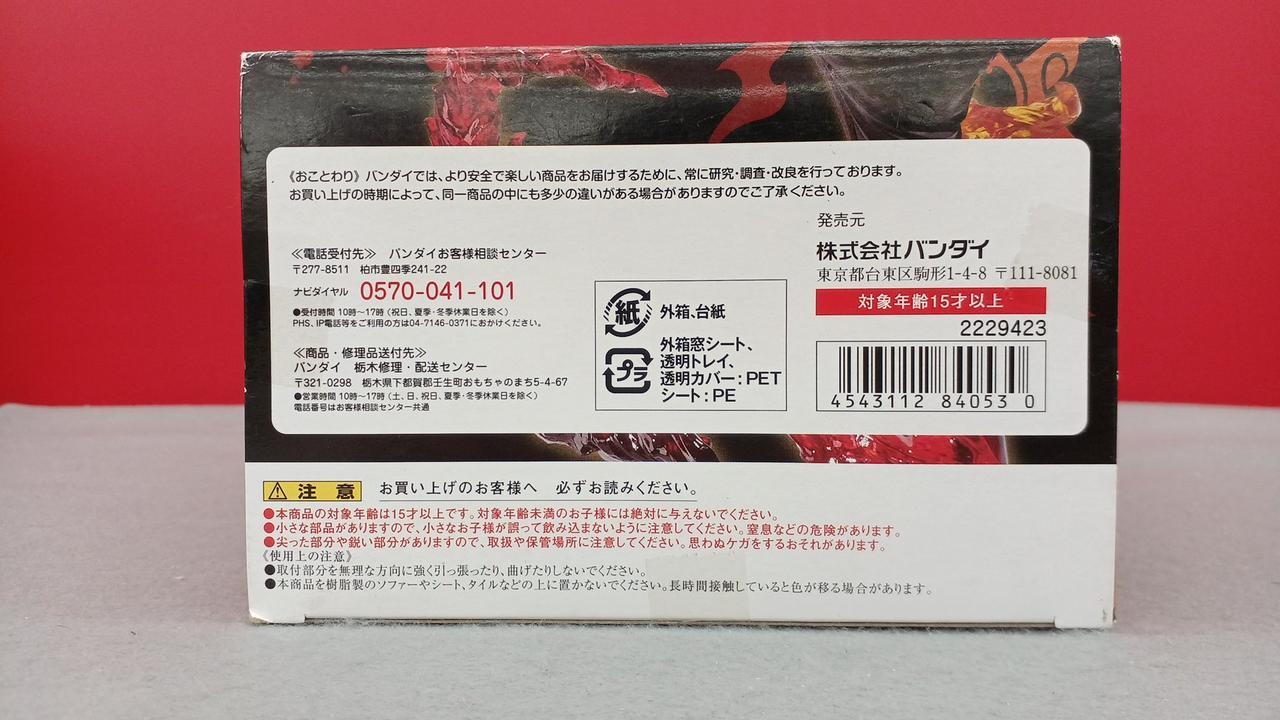 《おことわり》バンダイでは、より安全で楽しい商品をお届けするために、常に研究・調査・改良を行っております。
お買い上げの時期によって、同一商品の中にも多少の違いがある場合がありますのでご了承ください。
≪電話受付先≫ バンダイお客様相談センター
〒277-8511 柏市豊四季241-22
ナビダイヤル 0570-041-101
●受付時間 10時〜17時（祝日、夏季・冬季休業日を除く）
PHS、IP電話等をご利用の方は04-7146-0371におかけください。
≪商品・修理品送付先≫
バンダイ 栃木修理・配送センター
〒321-0298 栃木県下都賀郡壬生町おもちゃのまち5-4-67
●営業時間 10時〜17時（土、日、祝日、夏季・冬季休業日を除く）
電話番号はお客様相談センター共通
紙 外箱、台紙
プラ 外箱窓シート、
透明トレイ、
透明カバー：PET
シート：PE
発売元
株式会社バンダイ
東京都台東区駒形1-4-8 〒111-8081
対象年齢15才以上
2229423
4543112 84053 0
注意 お買い上げのお客様へ 必ずお読みください。
●本商品の対象年齢は15才以上です。対象年齢未満のお子様には絶対に与えないでください。
●小さな部品がありますので、小さなお子様が誤って飲み込まないように注意してください。窒息などの危険があります。
●尖った部分や鋭い部分がありますので、取扱や保管場所に注意してください。思わぬケガをするおそれがあります。
《使用上の注意》
●取付部分を無理な方向に強く引っ張ったり、曲げたりしないでください。
●本商品を樹脂製のソファーやシート、タイルなどの上に置かないでください。長時間接触していると色が移る場合があります。